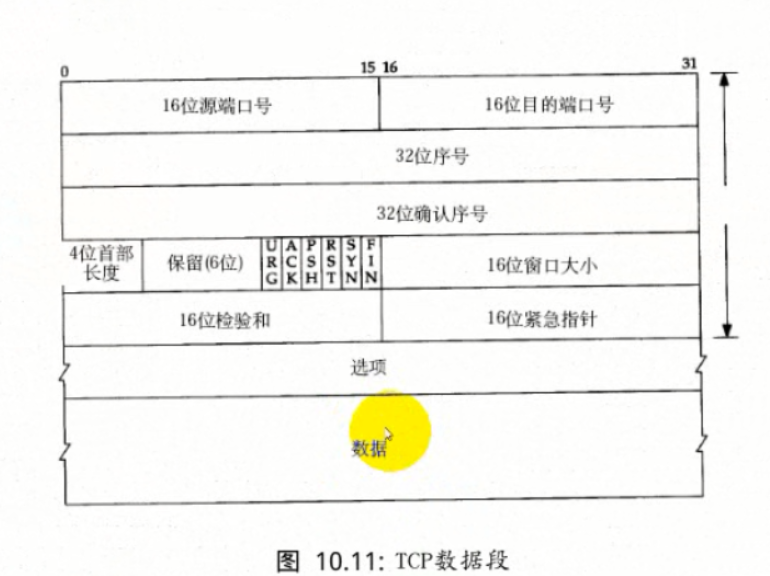 0 15 16 31
16位源端口号 16位目的端口号
32位序号
32位确认序号
4位首部
长度
保留(6位) URG ACK PSH RST SYN FIN 16位窗口大小
16位检验和 16位紧急指针
选项
数据
图 10.11: TCP数据段